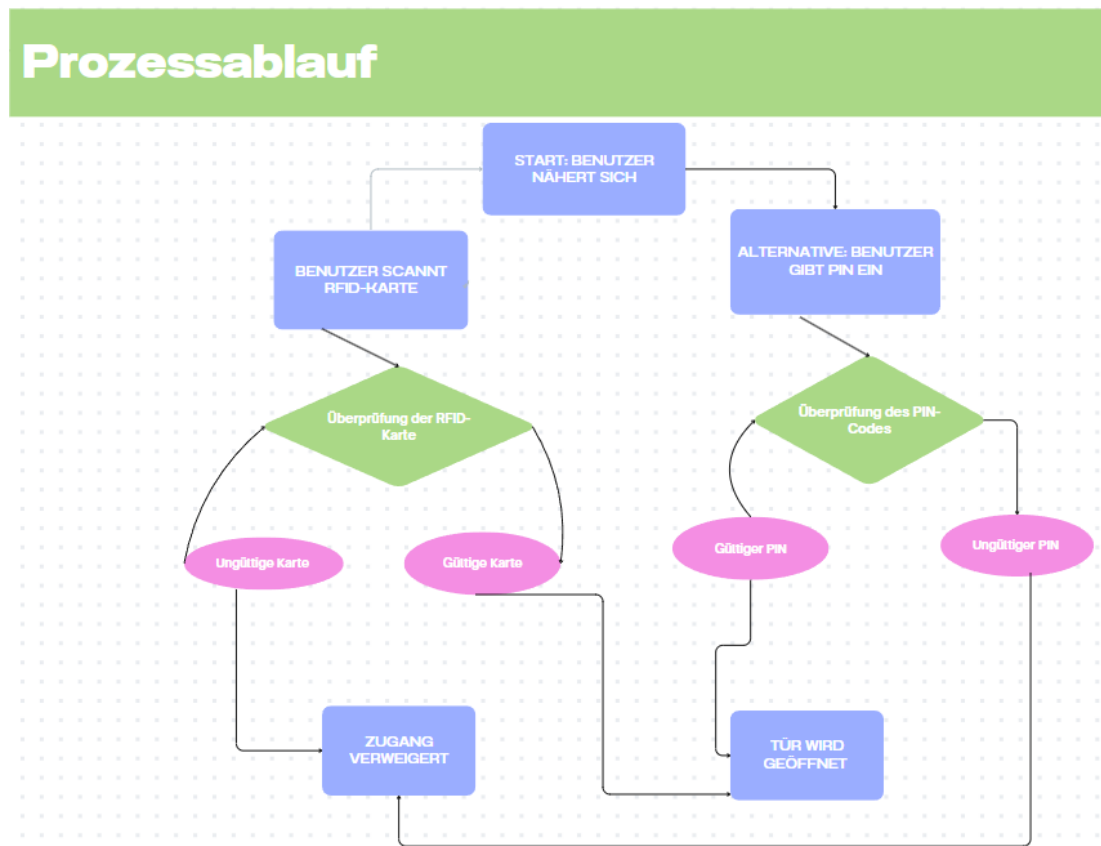 Prozessablauf
START: BENUTZER
NÄHERT SICH
BENUTZER SCANNT
RFID-KARTE
ALTERNATIVE: BENUTZER
GIBT PIN EIN
Überprüfung der RFID-
Karte
Überprüfung des PIN-
Codes
Ungültige Karte
Gültige Karte
Gültiger PIN
Ungültiger PIN
ZUGANG
VERWEIGERT
TÜR WIRD
GEÖFFNET